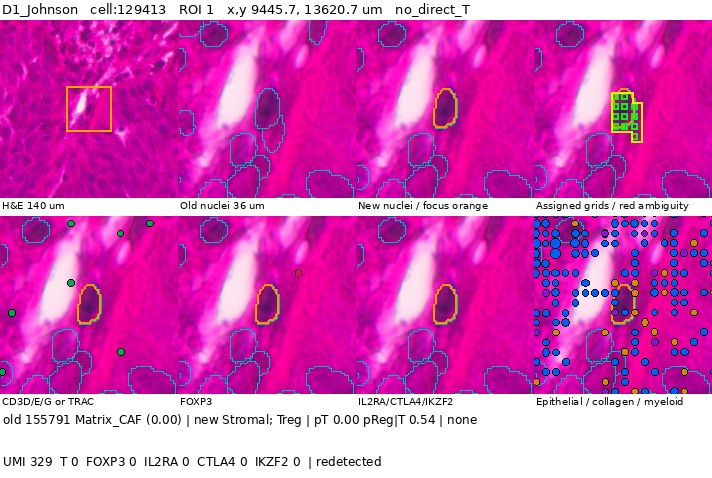 D1_Johnson cell:129413 ROI 1 x,y 9445.7, 13620.7 um no_direct_T
H&E 140 um
Old nuclei 36 um
New nuclei / focus orange
Assigned grids / red ambiguity
CD3D/E/G or TRAC
FOXP3
IL2RA/CTLA4/IKZF2
Epithelial / collagen / myeloid
old 155791 Matrix_CAF (0.00) | new Stromal; Treg | pT 0.00 pReg|T 0.54 | none
UMI 329 T 0 FOXP3 0 IL2RA 0 CTLA4 0 IKZF2 0 | redetected